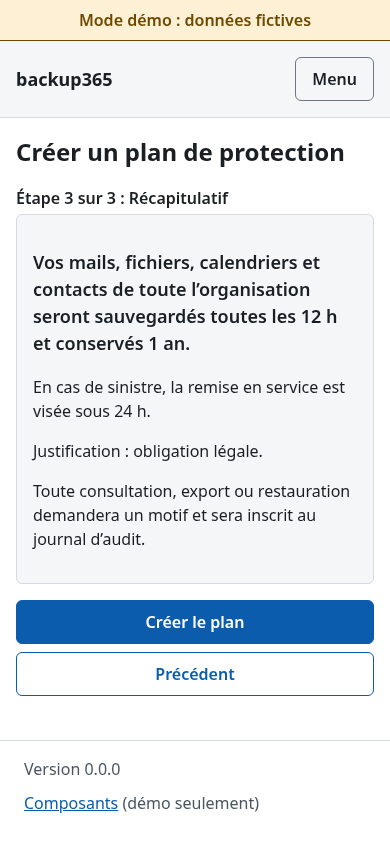 Mode démo : données fictives
backup365
Menu
Créer un plan de protection
Étape 3 sur 3 : Récapitulatif
Vos mails, fichiers, calendriers et
contacts de toute l’organisation
seront sauvegardés toutes les 12 h
et conservés 1 an.
En cas de sinistre, la remise en service est
visée sous 24 h.
Justification : obligation légale.
Toute consultation, export ou restauration
demandera un motif et sera inscrit au
journal d’audit.
Créer le plan
Précédent
Version 0.0.0
Composants (démo seulement)